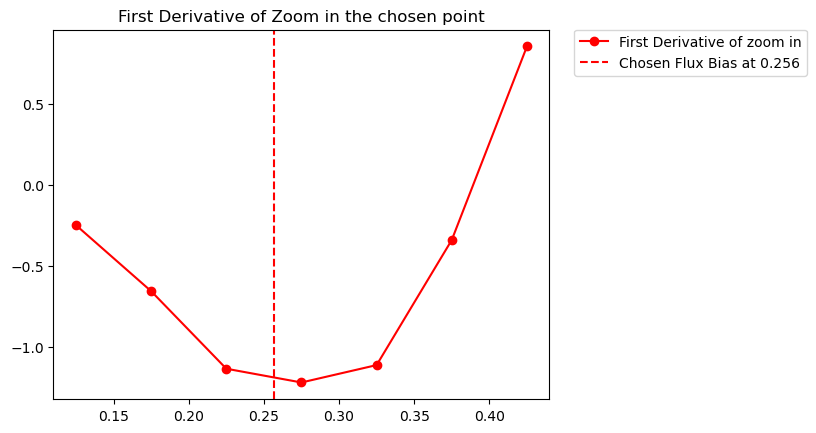 First Derivative of Zoom in the chosen point
First Derivative of zoom in
Chosen Flux Bias at 0.256
0.5
0.0
−0.5
−1.0
0.15 0.20 0.25 0.30 0.35 0.40